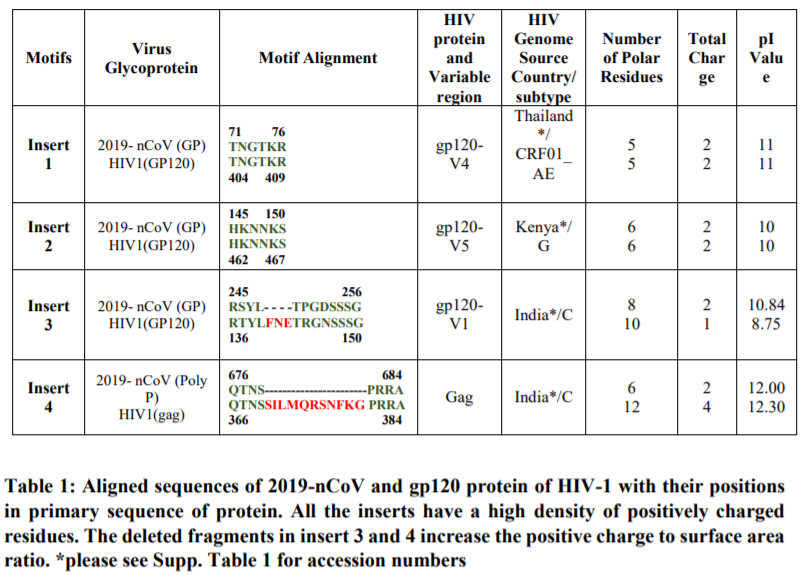 Motifs
Virus
Glycoprotein
Motif Alignment
HIV
protein
and
Variable
region
HIV
Genome
Source
Country/
subtype
Number
of Polar
Residues
Total
Char
ge
pI
Valu
e
Insert
1
2019- nCoV (GP)
HIV1(GP120)
71 76
TNGTKR
TNGTKR
404 409
gp120-
V4
Thailand
*/
CRF01_
AE
5
5
2
2
11
11
Insert
2
2019- nCoV (GP)
HIV1(GP120)
145 150
HKNNKS
HKNNKS
462 467
gp120-
V5
Kenya*/
G
6
6
2
2
10
10
Insert
3
2019- nCoV (GP)
HIV1(GP120)
245 256
RSYL- - - -TPGDSSSG
RTYLFNETRGNSSSG
136 150
gp120-
V1
India*/C
8
10
2
1
10.84
8.75
Insert
4
2019- nCoV (Poly
P)
HIV1(gag)
676 684
QTNS-----------------------PRRA
QTNSSILMQRSNFKG PRRA
366 384
Gag
India*/C
6
12
2
4
12.00
12.30
Table 1: Aligned sequences of 2019-nCoV and gp120 protein of HIV-1 with their positions
in primary sequence of protein. All the inserts have a high density of positively charged
residues. The deleted fragments in insert 3 and 4 increase the positive charge to surface area
ratio. *please see Supp. Table 1 for accession numbers